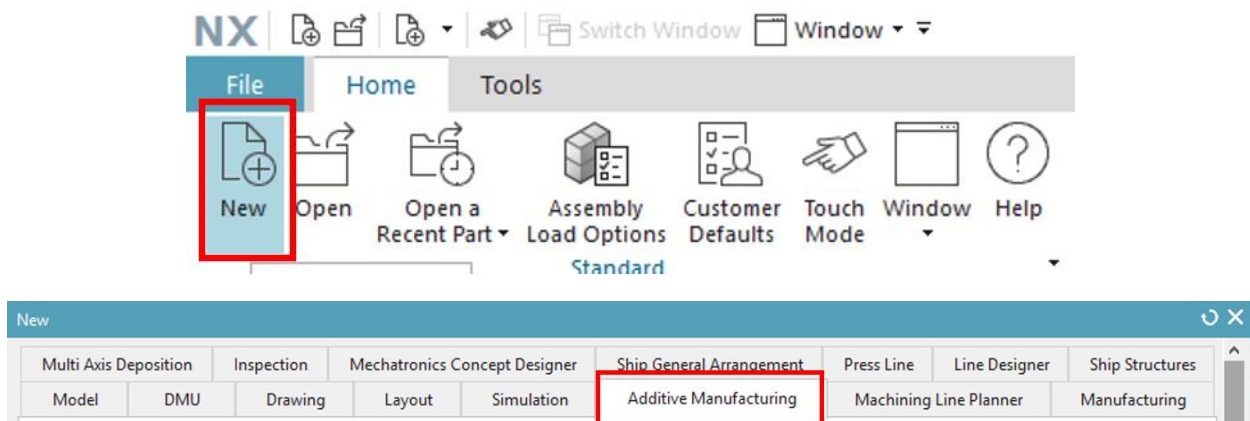 NX Switch Window Window
File Home Tools
New Open Open a Recent Part Assembly Load Options Customer Defaults Touch Mode Window Help
Standard
New
Multi Axis Deposition Inspection Mechatronics Concept Designer Ship General Arrangement Press Line Line Designer Ship Structures
Model DMU Drawing Layout Simulation Additive Manufacturing Machining Line Planner Manufacturing